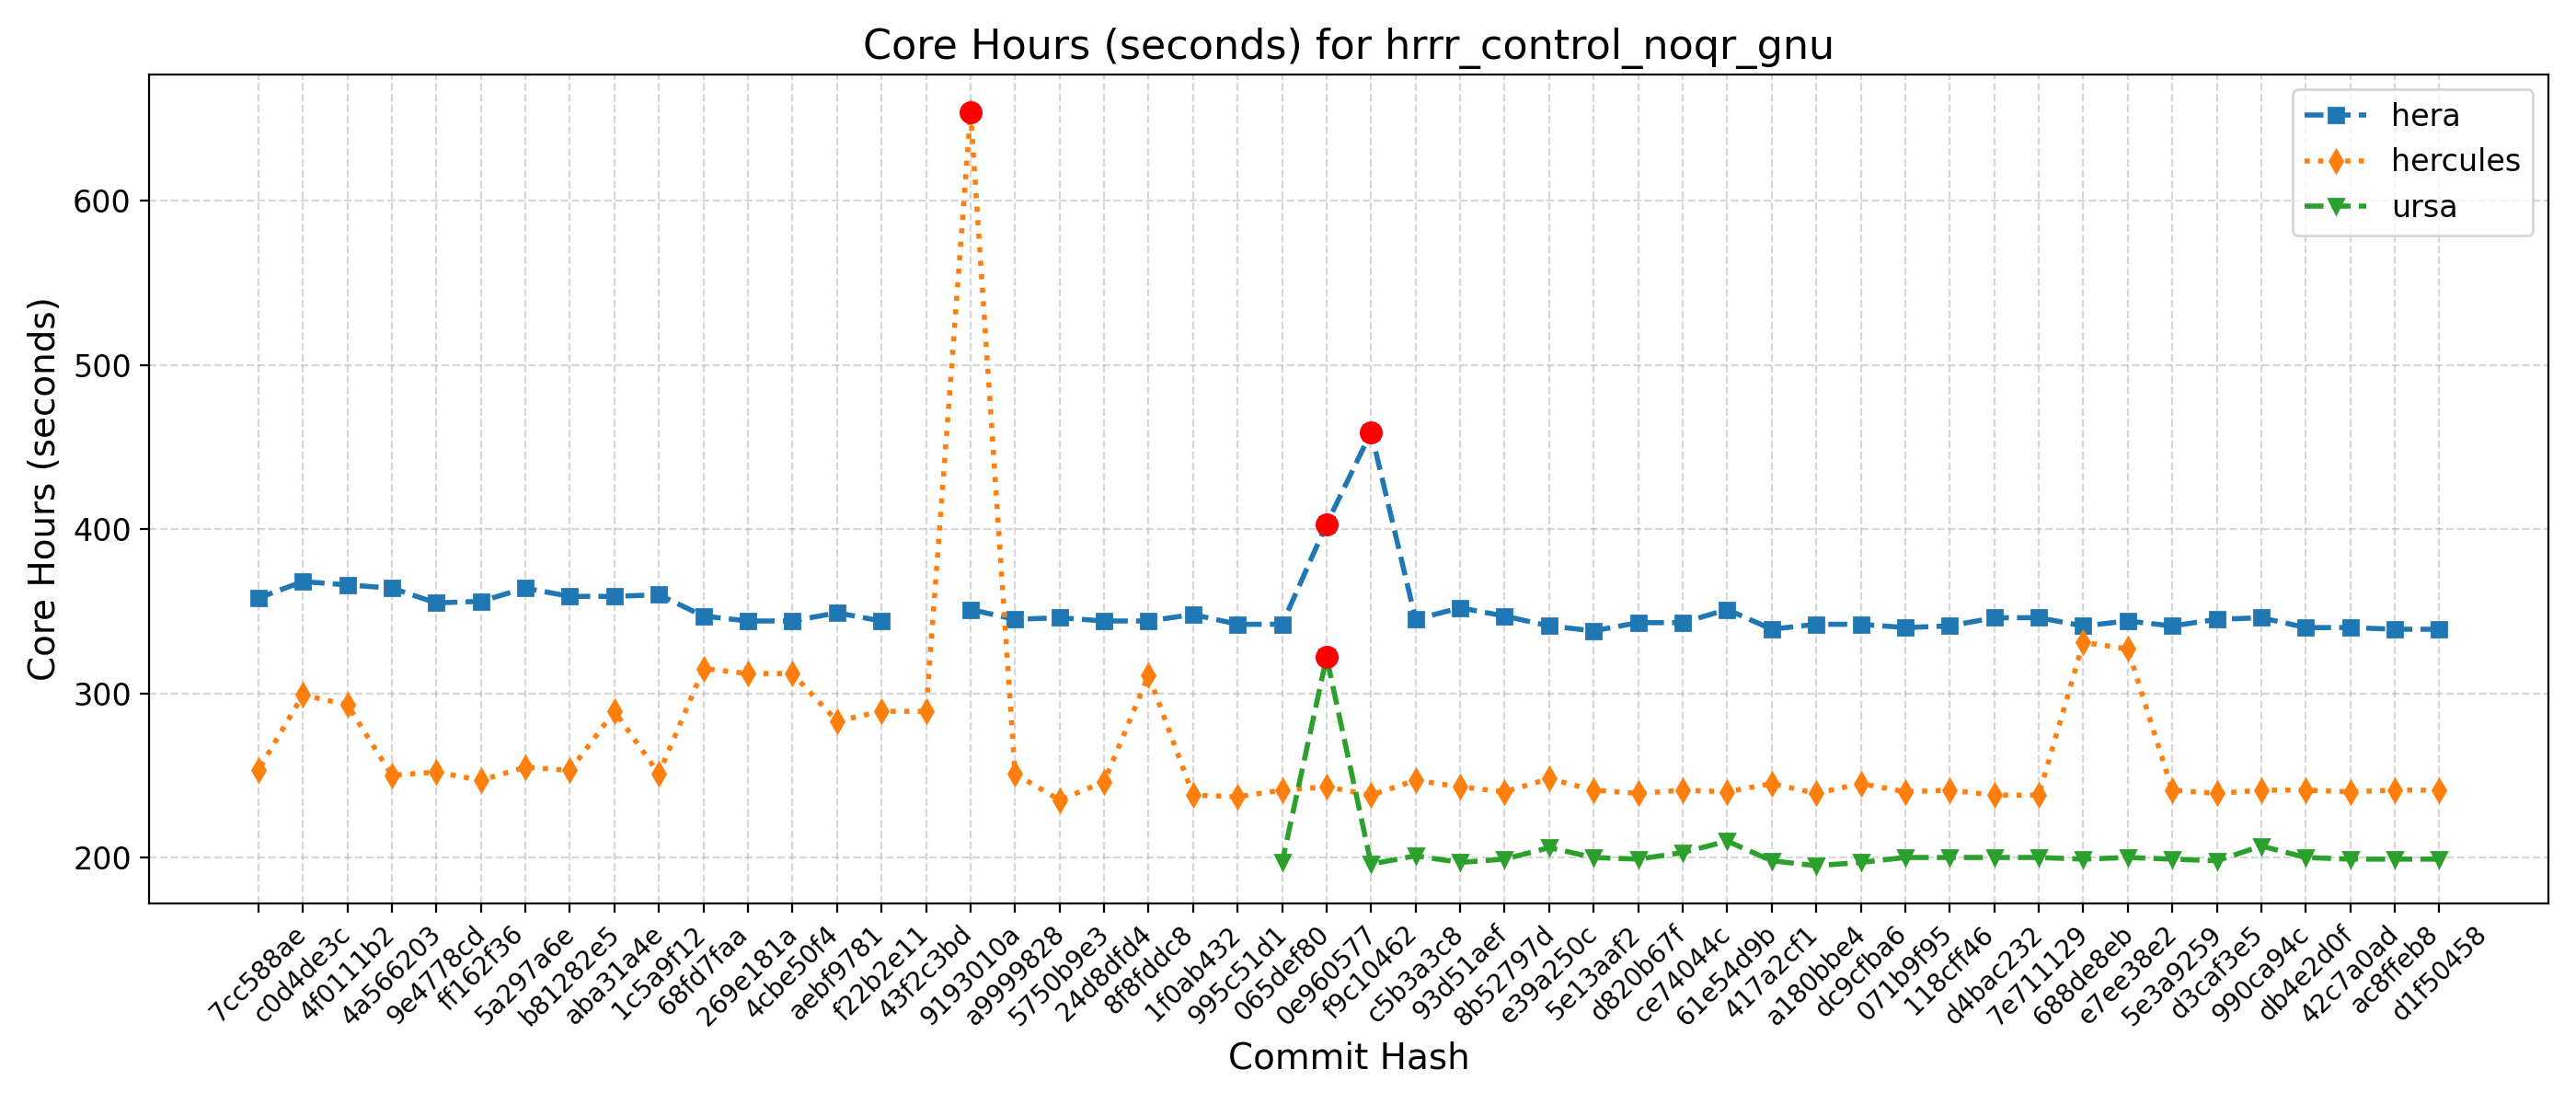 Core Hours (seconds) for hrrr_control_noqr_gnu
hera
hercules
ursa
Core Hours (seconds)
600
500
400
300
200
7cc588ae
c0d4de3c
4f0111b2
4a566203
9e4778cd
ff162f36
5a297a6e
b81282e5
aba31a4e
1c5a9f12
68fd7faa
269e181a
4cbe50f4
aebf9781
f22b2e11
43f2c3bd
9193010a
a9999828
5750b9e3
24d8dfd4
8f8fddc8
1f0ab432
995c51d1
065def80
0e960577
f9c10462
c5b3a3c8
93d51aef
8b52797d
e39a250c
5e13aaf2
d820b67f
ce74044c
61e54d9b
417a2cf1
a180bbe4
dc9cfba6
071b9f95
118cff46
d4bac232
7e711129
688de8eb
e7ee38e2
5e3a9259
d3caf3e5
990ca94c
db4e2d0f
42c7a0ad
ac8ffeb8
d1f50458
Commit Hash